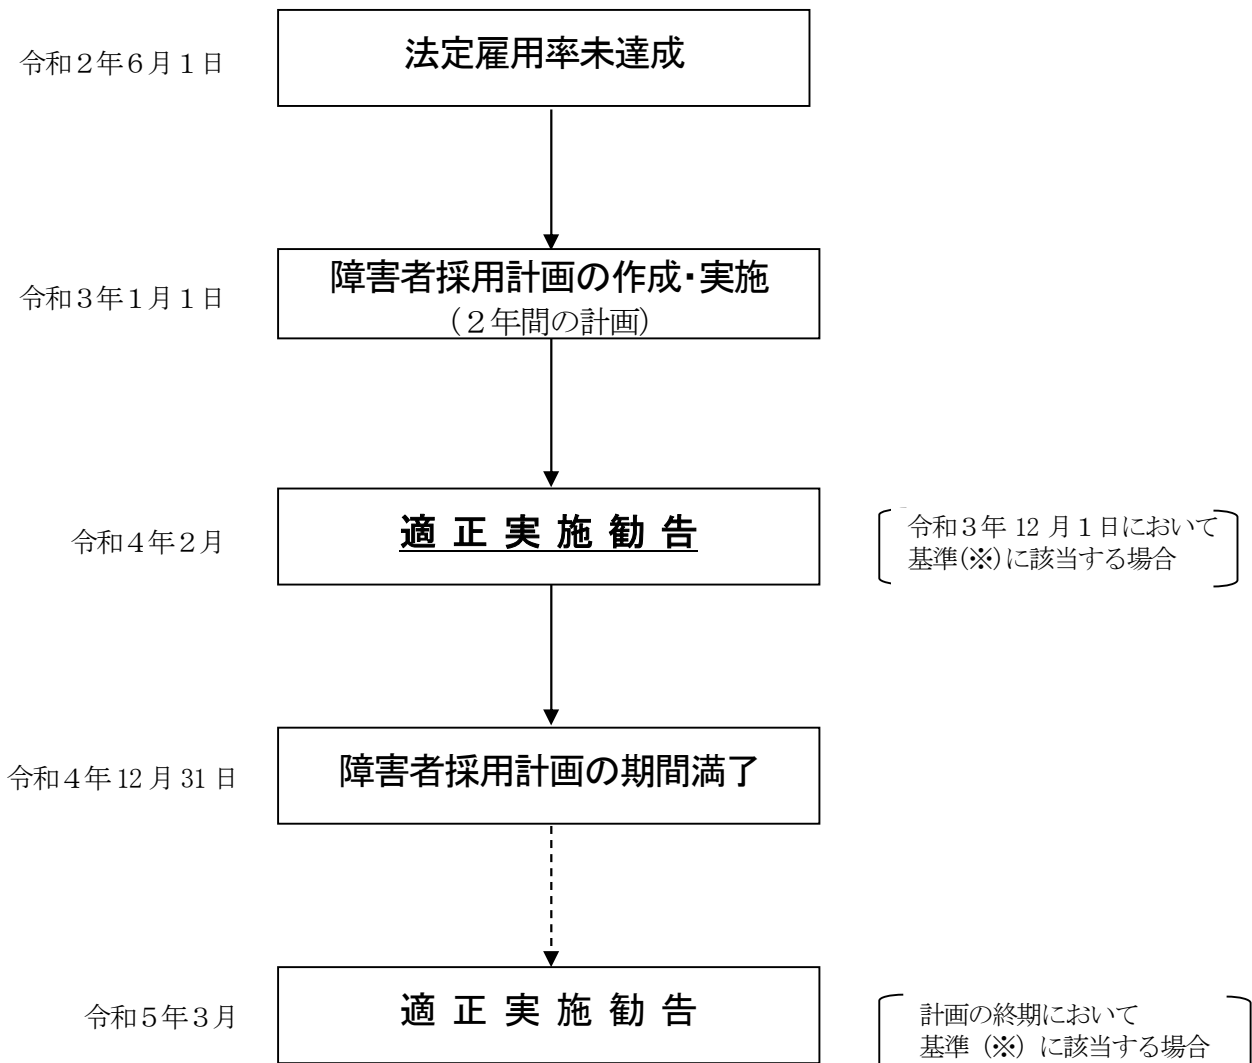 令和２年６月１日
法定雇用率未達成
令和３年１月１日
障害者採用計画の作成・実施
（２年間の計画）
令和４年２月
適 正 実 施 勧 告
令和３年 12 月１日において
基準(※)に該当する場合
令和４年 12 月 31 日
障害者採用計画の期間満了
令和５年３月
適 正 実 施 勧 告
計画の終期において
基準（※）に該当する場合